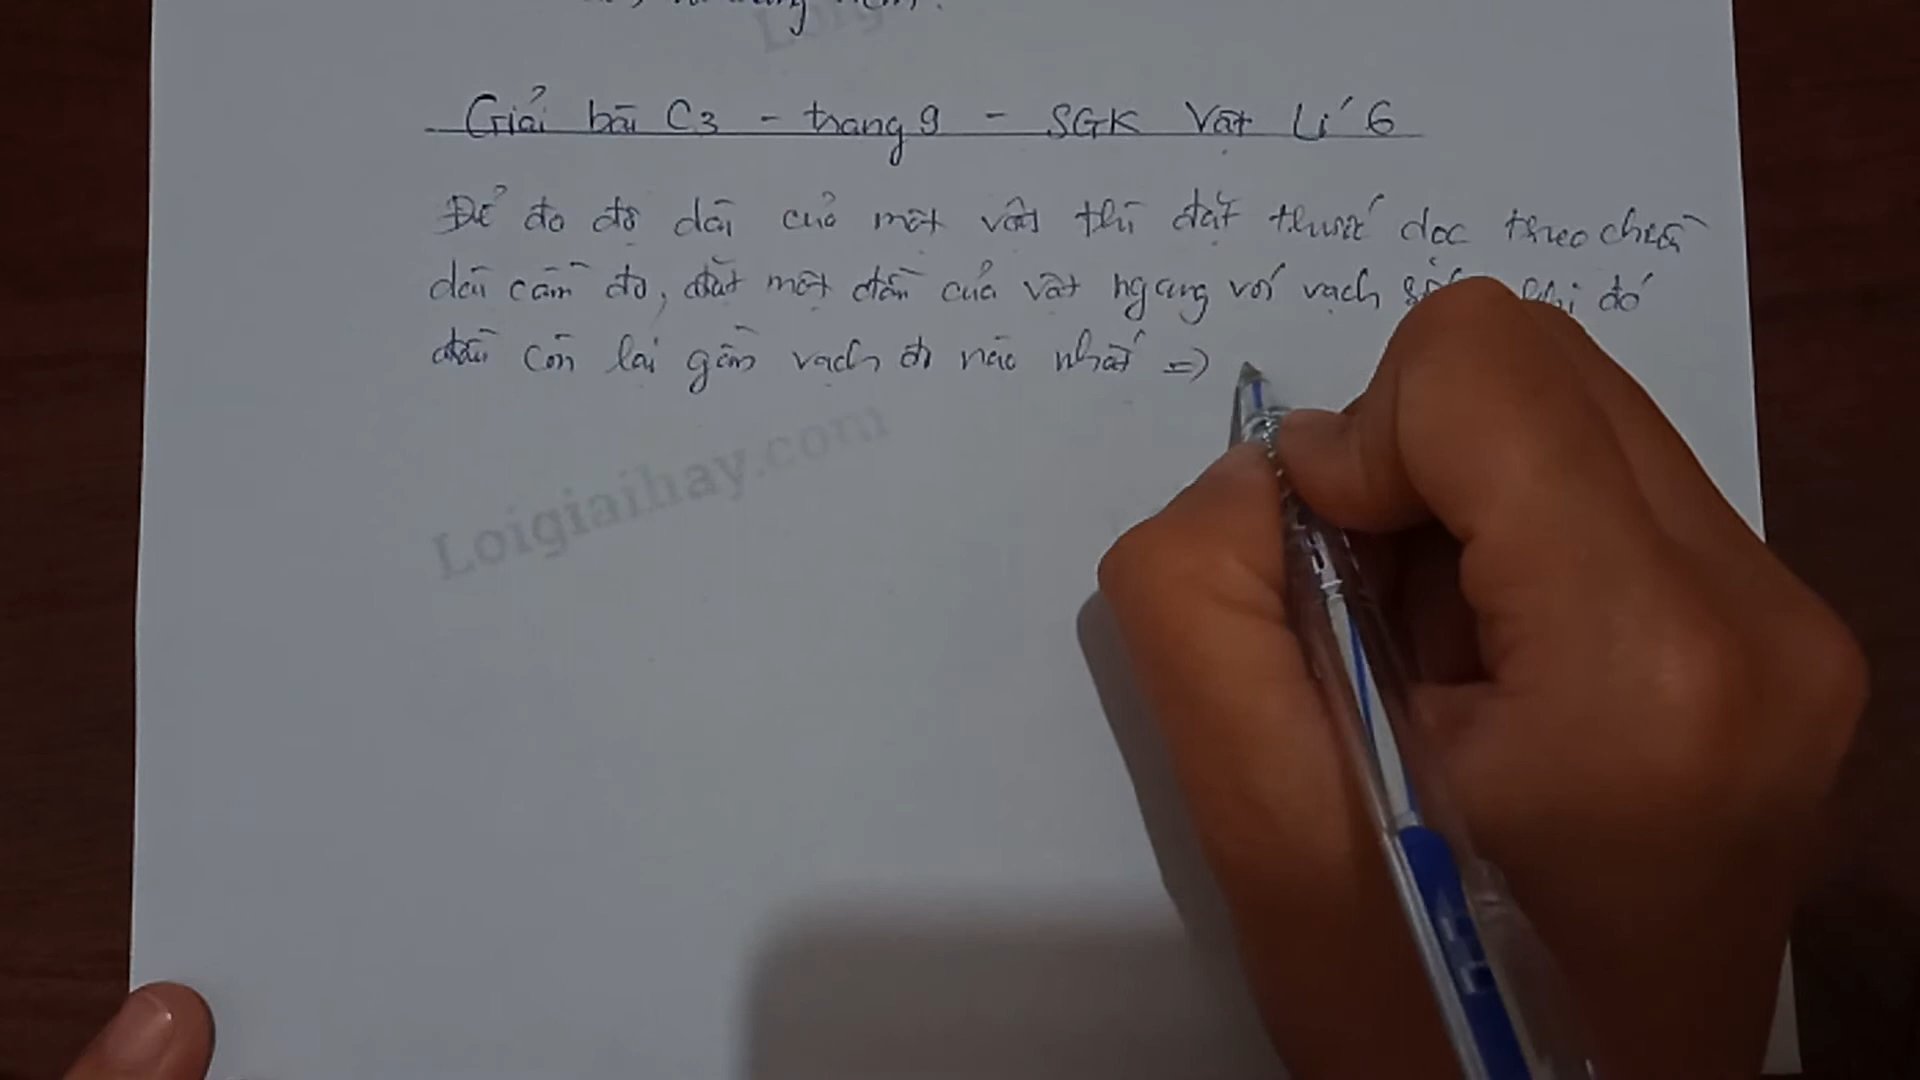 Giải bài C3 - trang 9 - SGK Vật Lí 6
Để đo độ dài của một vật thì đặt thước dọc theo chiều
dài cần đo, đặt một đầu của vật ngang với vạch số khi đó
đầu còn lại gần vạch đo nào nhất =>
Loigiaihay.com